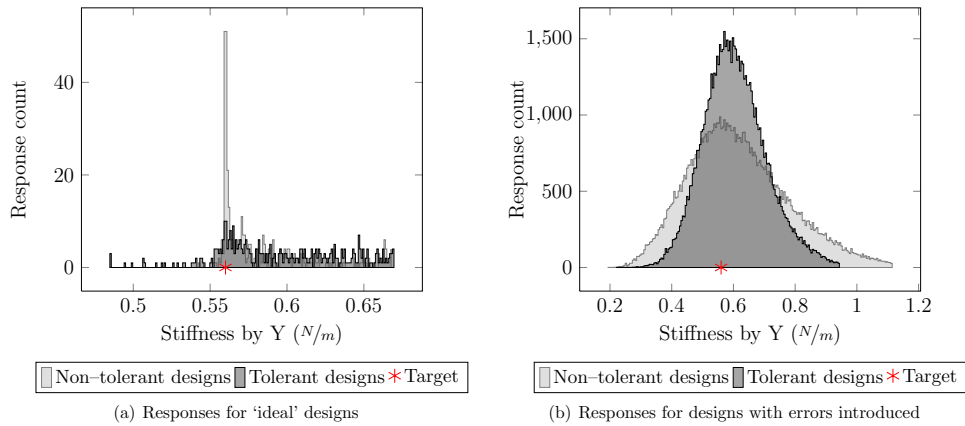 40
20
0
Response count
0.5 0.55 0.6 0.65
Stiffness by Y (N/m)
Non–tolerant designs Tolerant designs Target
(a) Responses for ‘ideal’ designs
1,500
1,000
500
0
Response count
0.2 0.4 0.6 0.8 1 1.2
Stiffness by Y (N/m)
Non–tolerant designs Tolerant designs Target
(b) Responses for designs with errors introduced